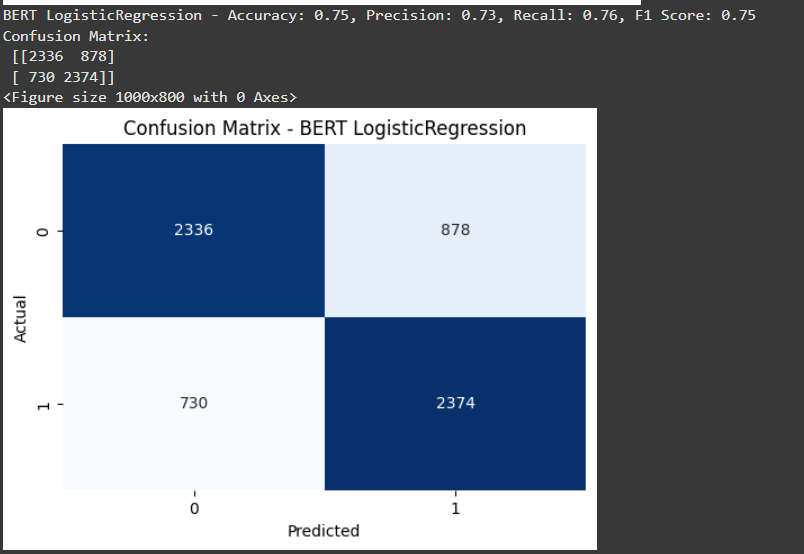 BERT LogisticRegression - Accuracy: 0.75, Precision: 0.73, Recall: 0.76, F1 Score: 0.75
Confusion Matrix:
[[2336  878]
[ 730 2374]]
<Figure size 1000x800 with 0 Axes>
Confusion Matrix - BERT LogisticRegression
0
2336
878
Actual
1
730
2374
0
1
Predicted